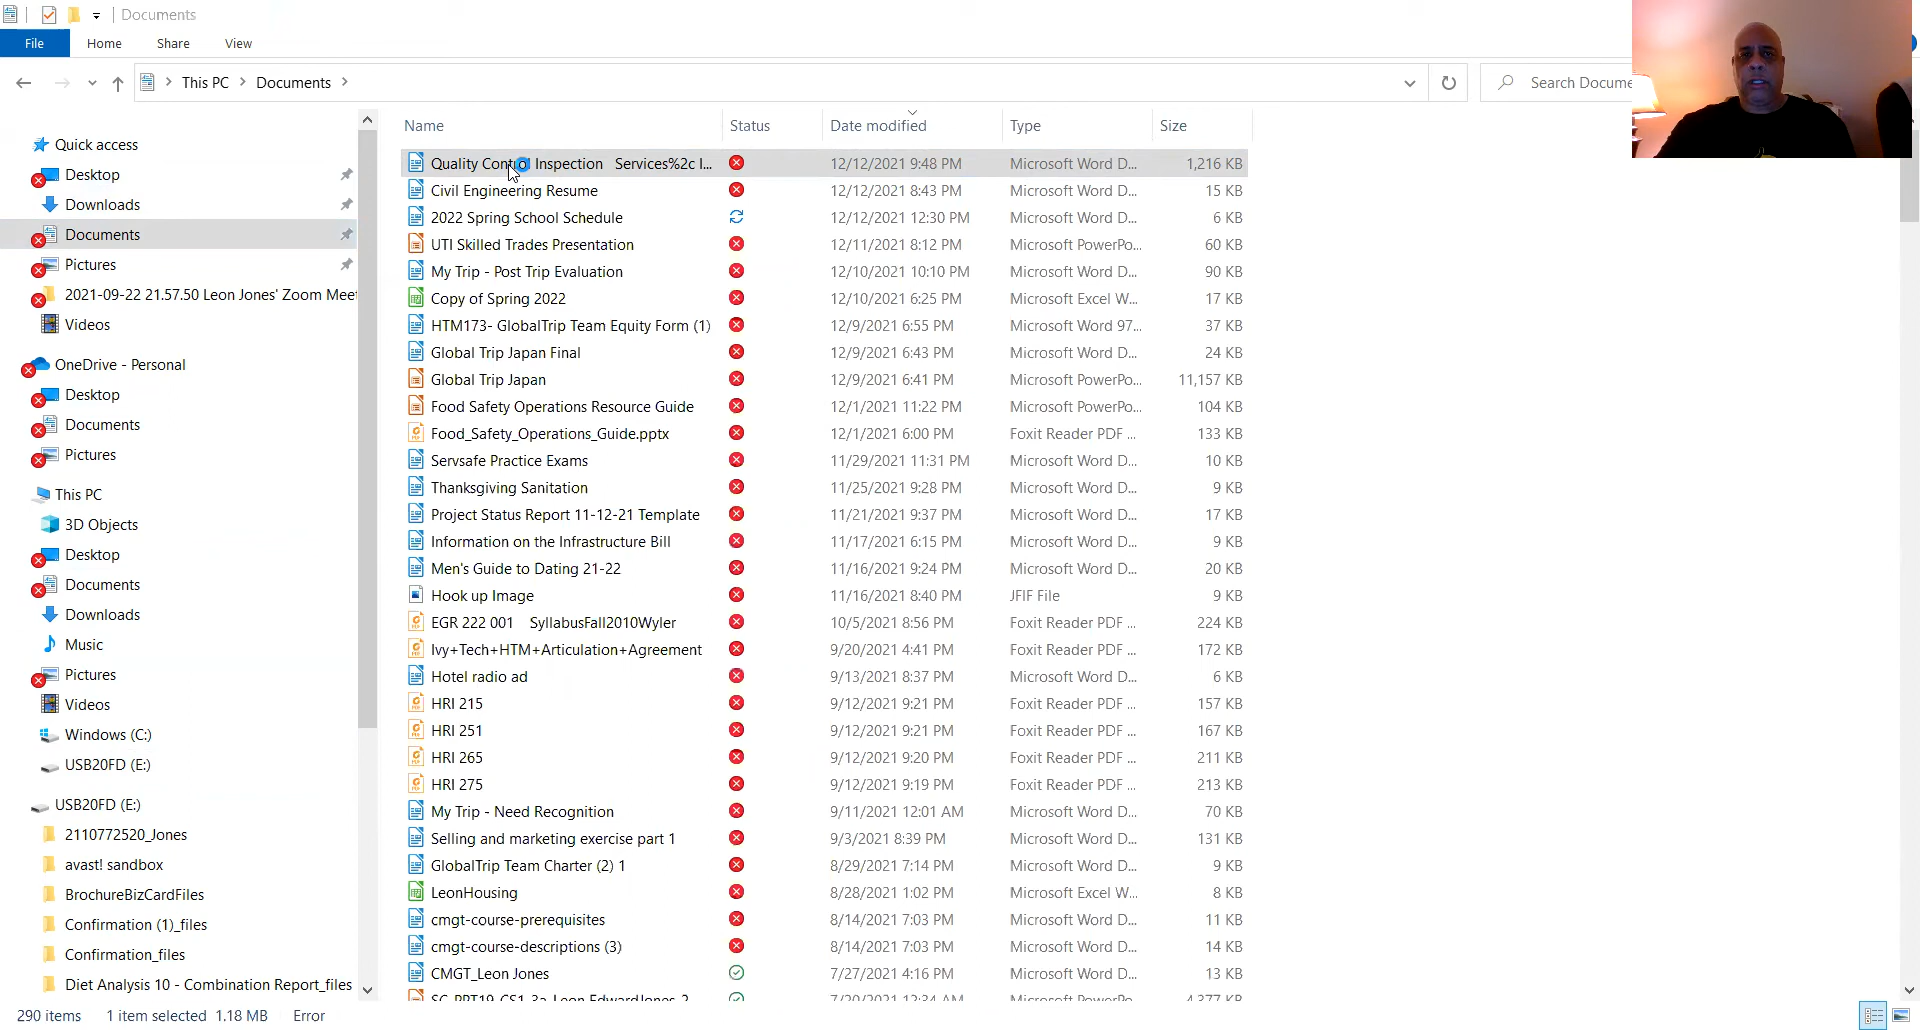 Documents
File Home Share View
This PC Documents Search Docume
Name Status Date modified Type Size
Quick access
Desktop
Downloads
Documents
Pictures
2021-09-22 21.57.50 Leon Jones' Zoom Meet
Videos
OneDrive - Personal
Desktop
Documents
Pictures
This PC
3D Objects
Desktop
Documents
Downloads
Music
Pictures
Videos
Windows (C:)
USB20FD (E:)
USB20FD (E:)
2110772520_Jones
avast! sandbox
BrochureBizCardFiles
Confirmation (1)_files
Confirmation_files
Diet Analysis 10 - Combination Report_files
Quality Control Inspection Services%2c I... 12/12/2021 9:48 PM Microsoft Word D... 1,216 KB
Civil Engineering Resume 12/12/2021 8:43 PM Microsoft Word D... 15 KB
2022 Spring School Schedule 12/12/2021 12:30 PM Microsoft Word D... 6 KB
UTI Skilled Trades Presentation 12/11/2021 8:12 PM Microsoft PowerPo... 60 KB
My Trip - Post Trip Evaluation 12/10/2021 10:10 PM Microsoft Word D... 90 KB
Copy of Spring 2022 12/10/2021 6:25 PM Microsoft Excel W... 17 KB
HTM173- GlobalTrip Team Equity Form (1) 12/9/2021 6:55 PM Microsoft Word 97... 37 KB
Global Trip Japan Final 12/9/2021 6:43 PM Microsoft Word D... 24 KB
Global Trip Japan 12/9/2021 6:41 PM Microsoft PowerPo... 11,157 KB
Food Safety Operations Resource Guide 12/1/2021 11:22 PM Microsoft PowerPo... 104 KB
Food_Safety_Operations_Guide.pptx 12/1/2021 6:00 PM Foxit Reader PDF ... 133 KB
Servsafe Practice Exams 11/29/2021 11:31 PM Microsoft Word D... 10 KB
Thanksgiving Sanitation 11/25/2021 9:28 PM Microsoft Word D... 9 KB
Project Status Report 11-12-21 Template 11/21/2021 9:37 PM Microsoft Word D... 17 KB
Information on the Infrastructure Bill 11/17/2021 6:15 PM Microsoft Word D... 9 KB
Men's Guide to Dating 21-22 11/16/2021 9:24 PM Microsoft Word D... 20 KB
Hook up Image 11/16/2021 8:40 PM JFIF File 9 KB
EGR 222 001 SyllabusFall2010Wyler 10/5/2021 8:56 PM Foxit Reader PDF ... 224 KB
Ivy+Tech+HTM+Articulation+Agreement 9/20/2021 4:41 PM Foxit Reader PDF ... 172 KB
Hotel radio ad 9/13/2021 8:37 PM Microsoft Word D... 6 KB
HRI 215 9/12/2021 9:21 PM Foxit Reader PDF ... 157 KB
HRI 251 9/12/2021 9:21 PM Foxit Reader PDF ... 167 KB
HRI 265 9/12/2021 9:20 PM Foxit Reader PDF ... 211 KB
HRI 275 9/12/2021 9:19 PM Foxit Reader PDF ... 213 KB
My Trip - Need Recognition 9/11/2021 12:01 AM Microsoft Word D... 70 KB
Selling and marketing exercise part 1 9/3/2021 8:39 PM Microsoft Word D... 131 KB
GlobalTrip Team Charter (2) 1 8/29/2021 7:14 PM Microsoft Word D... 9 KB
LeonHousing 8/28/2021 1:02 PM Microsoft Excel W... 8 KB
cmgt-course-prerequisites 8/14/2021 7:03 PM Microsoft Word D... 11 KB
cmgt-course-descriptions (3) 8/14/2021 7:03 PM Microsoft Word D... 14 KB
CMGT_Leon Jones 7/27/2021 4:16 PM Microsoft Word D... 13 KB
7/20/2021 12:34 AM Microsoft PowerPo... 4,377 KB
290 items 1 item selected 1.18 MB Error